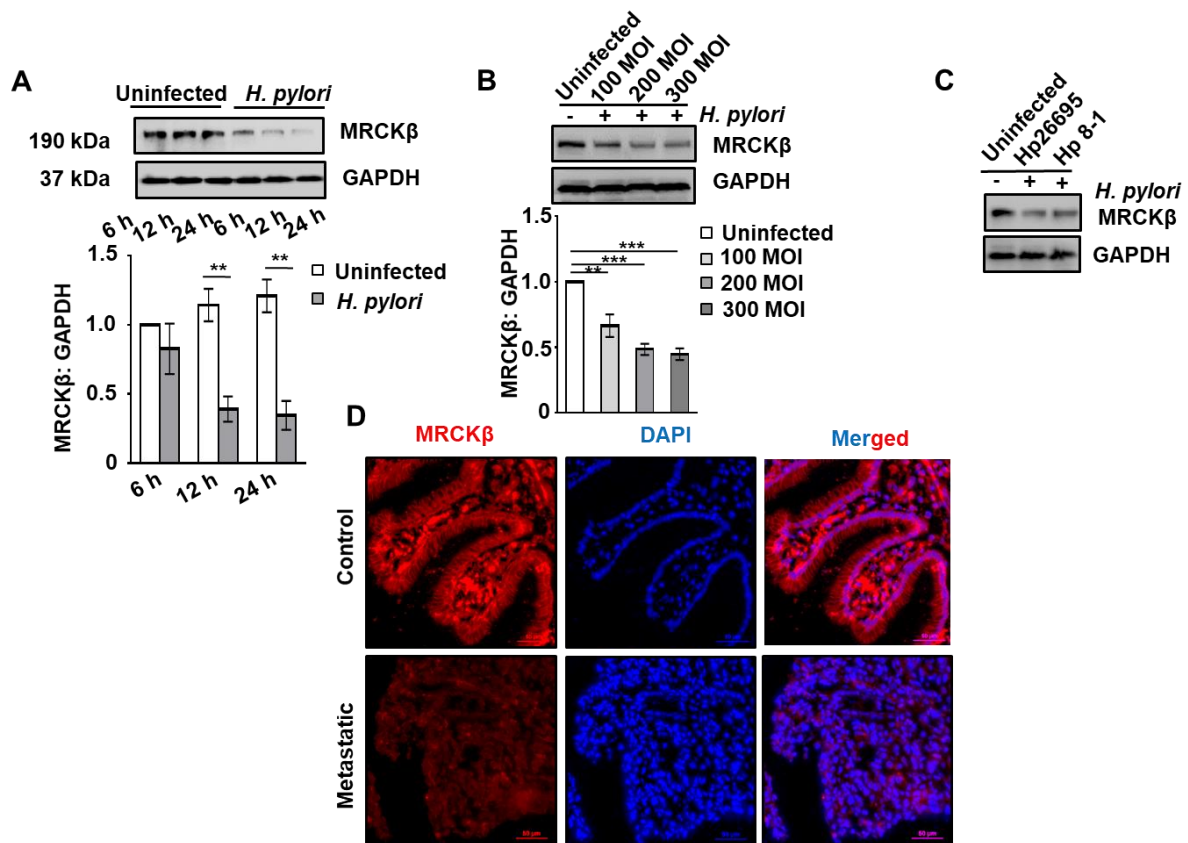 A
Uninfected H. pylori
190 kDa MRCKβ
37 kDa GAPDH
6 h 12 h 24 h 6 h 12 h 24 h
MRCKβ: GAPDH
1.5
1.0
0.5
0
** **
Uninfected
H. pylori
6 h 12 h 24 h
B
Uninfected 100 MOI 200 MOI 300 MOI
- + + + H. pylori
MRCKβ
GAPDH
MRCKβ: GAPDH
1.5
1.0
0.5
0
***
***
**
Uninfected
100 MOI
200 MOI
300 MOI
C
Uninfected Hp26695 Hp 8-1
- + + H. pylori
MRCKβ
GAPDH
D
MRCKβ DAPI Merged
Control
Metastatic
60 µm